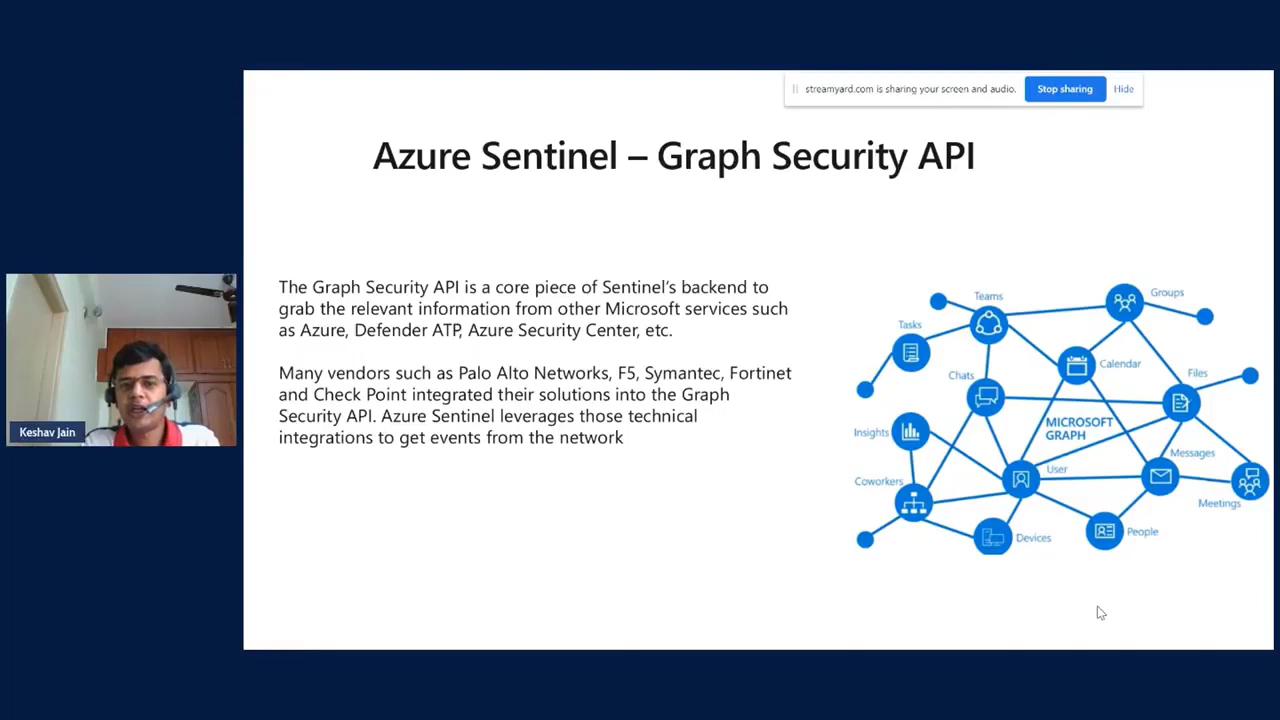 streamyard.com is sharing your screen and audio.
Stop sharing
Hide
Azure Sentinel – Graph Security API
The Graph Security API is a core piece of Sentinel's backend to
grab the relevant information from other Microsoft services such
as Azure, Defender ATP, Azure Security Center, etc.
Many vendors such as Palo Alto Networks, F5, Symantec, Fortinet
and Check Point integrated their solutions into the Graph
Security API. Azure Sentinel leverages those technical
integrations to get events from the network
Teams
Groups
Tasks
Calendar
Chats
Files
Insights
MICROSOFT
GRAPH
Messages
User
Coworkers
Meetings
Devices
People
Keshav Jain